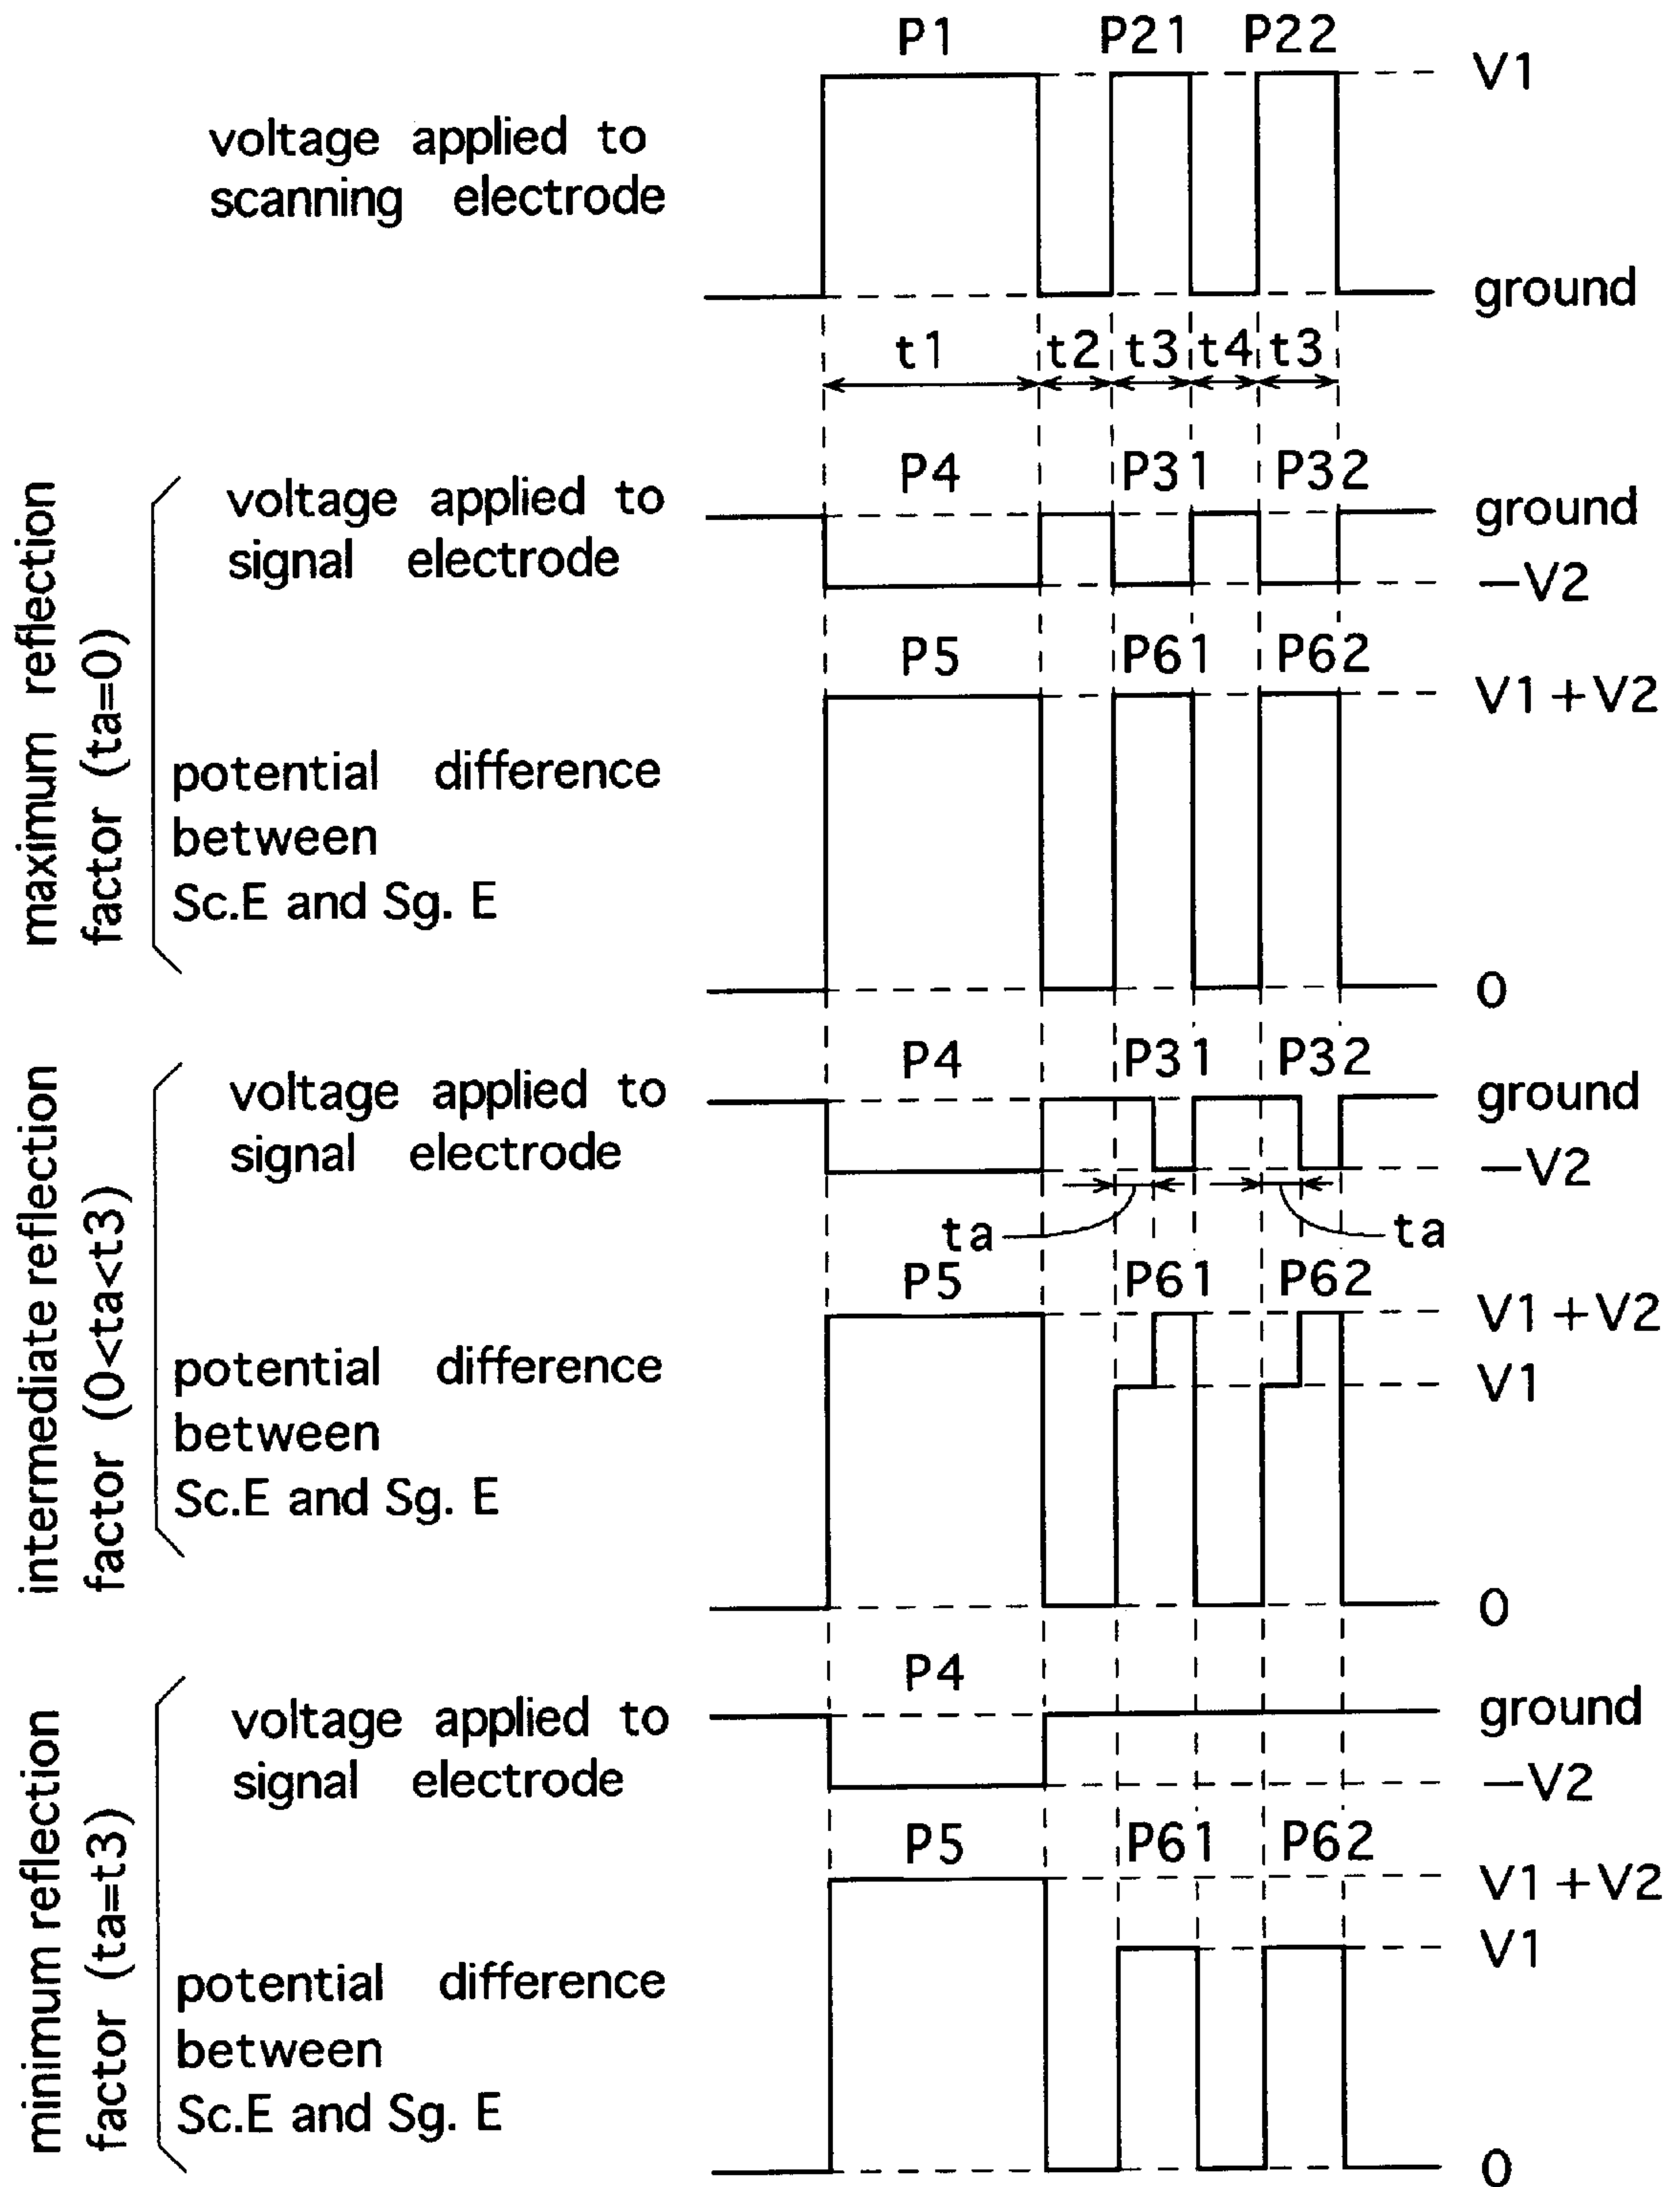 P1 P21 P22
V1
voltage applied to
scanning electrode
ground
t1 t2 t3 t4 t3
maximum reflection
factor (ta=0)
P4 P31 P32
voltage applied to
signal electrode
ground
—V2
P5 P61 P62
V1+V2
potential difference
between
Sc.E and Sg. E
0
intermediate reflection
factor (0<ta<t3)
P4 P31 P32
voltage applied to
signal electrode
ground
—V2
ta ta
P5 P61 P62
V1+V2
V1
potential difference
between
Sc.E and Sg. E
0
minimum reflection
factor (ta=t3)
P4
voltage applied to
signal electrode
ground
—V2
P5 P61 P62
V1+V2
V1
potential difference
between
Sc.E and Sg. E
0